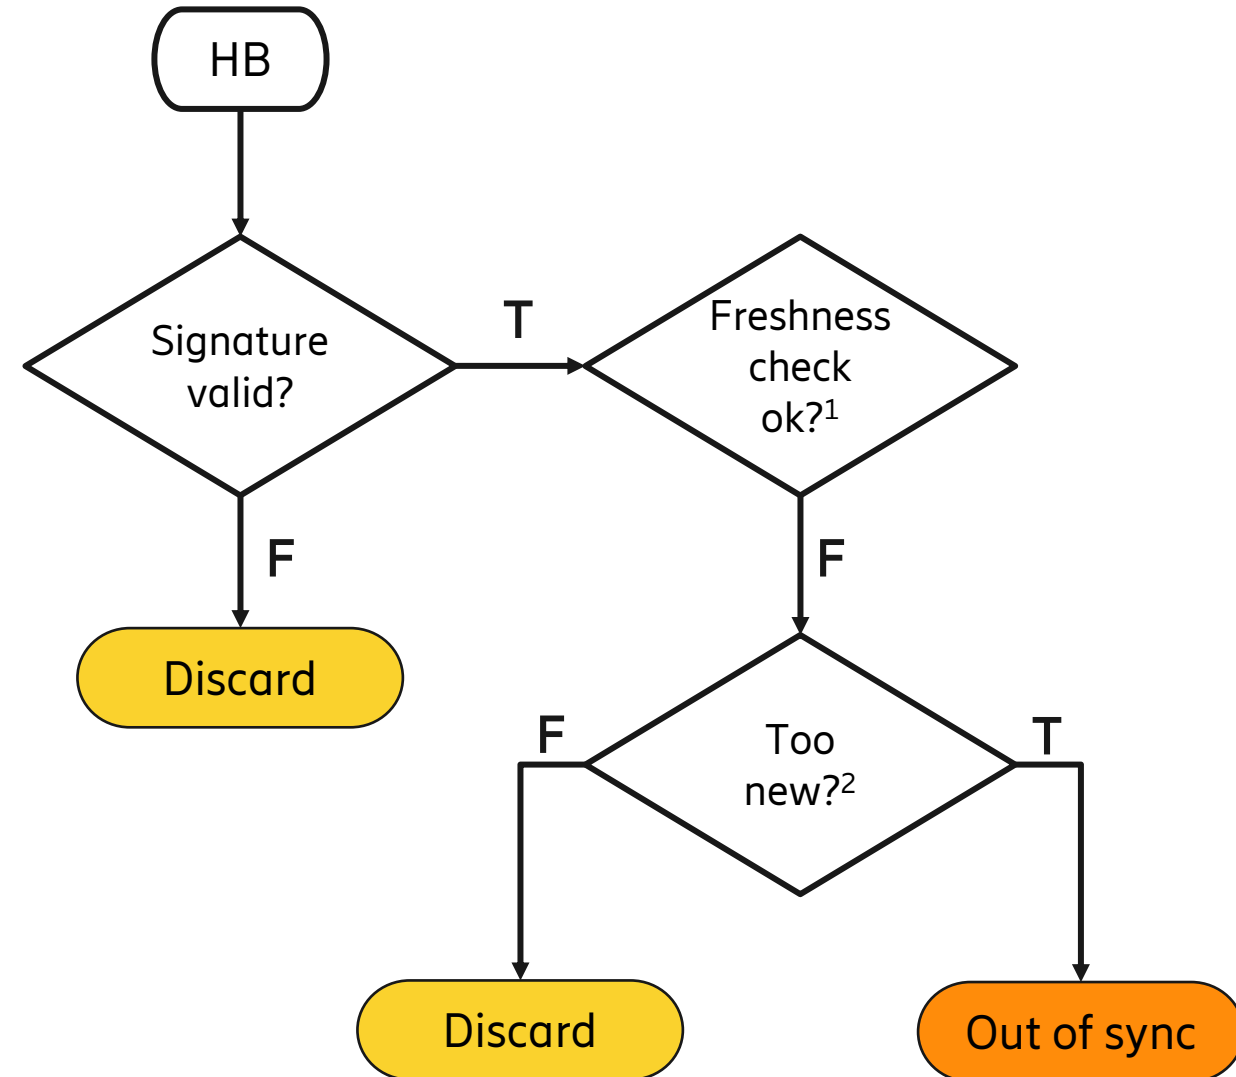 HB
Signature
valid?
T
Freshness
check
ok?1
F
F
Discard
F
Too
new?2
T
Discard
Out of sync